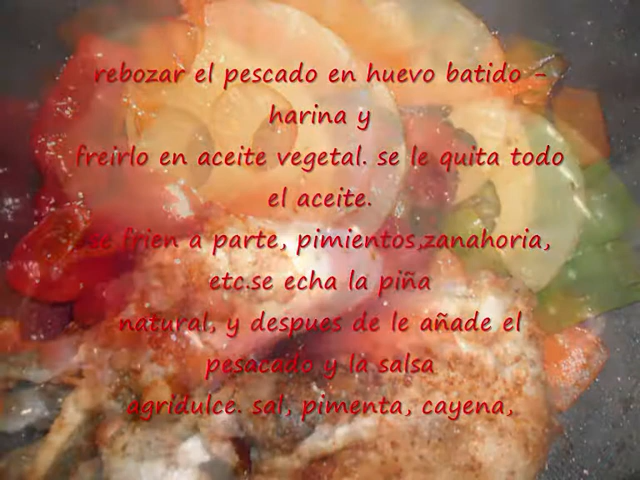 rebozar el pescado en huevo batido -
harina y
freirlo en aceite vegetal. se le quita todo
el aceite.
se frien a parte, pimientos,zanahoria,
etc.se echa la piña
natural, y despues de le añade el
pesacado y la salsa
agridulce. sal, pimenta, cayena,